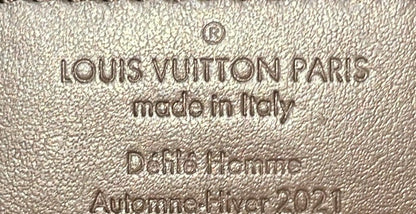 ®
LOUIS VUITTON PARIS
made in Italy
Défilé Homme
Automne-Hiver 2021